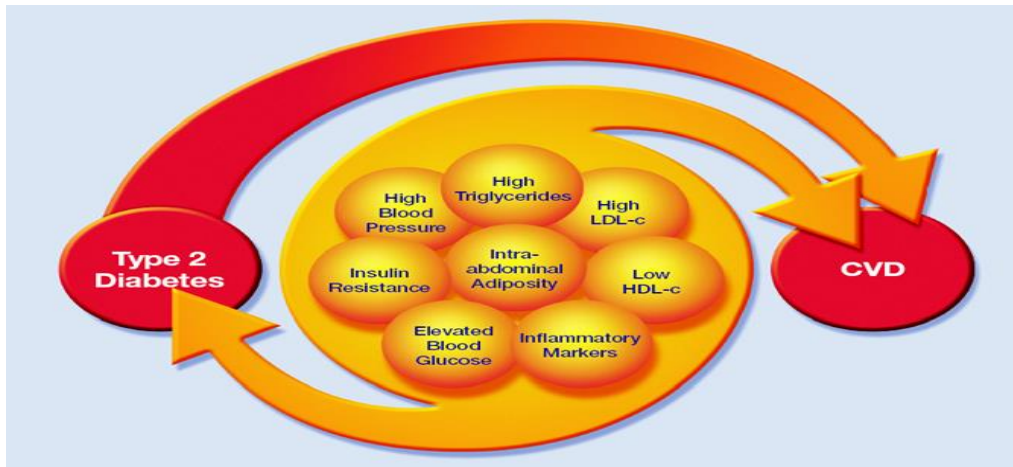 High
Triglycerides
High
Blood
Pressure
High
LDL-c
Type 2
Diabetes
Insulin
Resistance
Intra-
abdominal
Adiposity
Low
HDL-c
CVD
Elevated
Blood
Glucose
Inflammatory
Markers